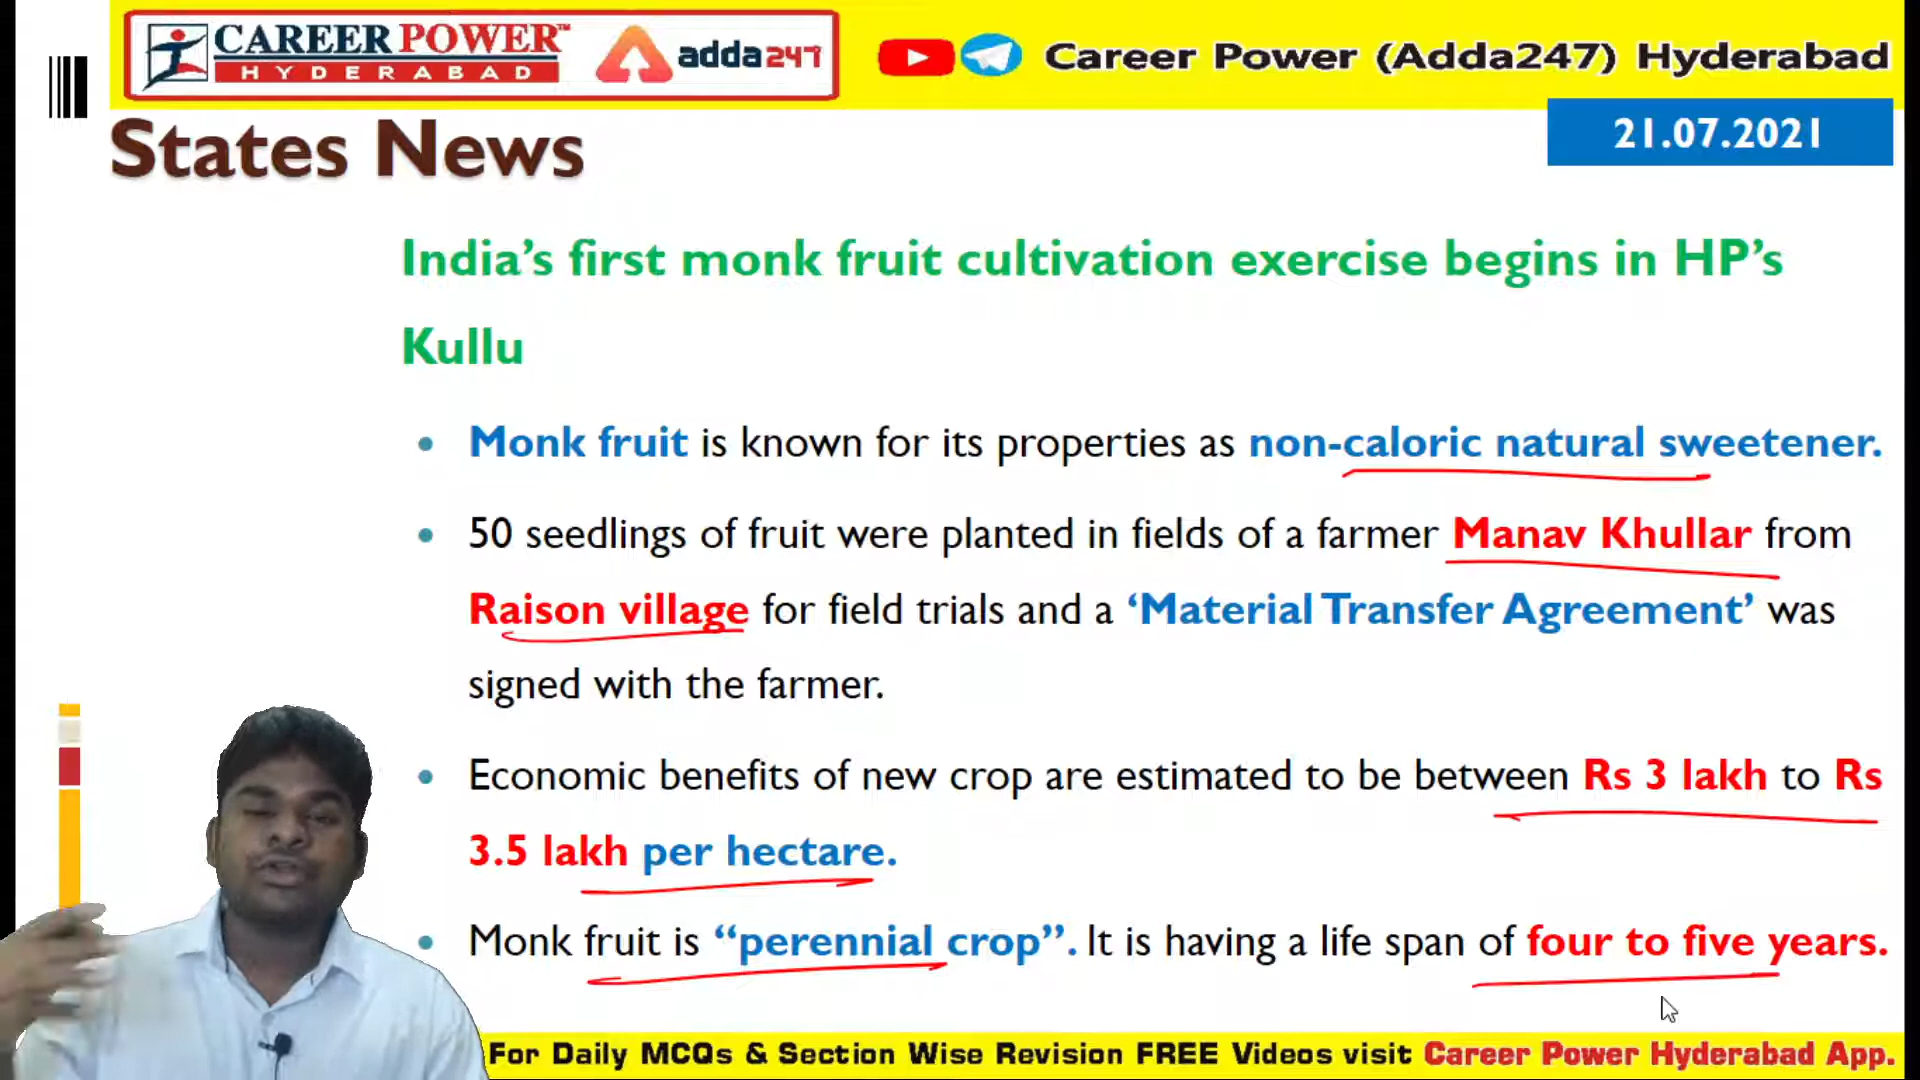 CAREER POWER™
HYDERABAD
adda247
Career Power (Adda247) Hyderabad
States News
21.07.2021
India’s first monk fruit cultivation exercise begins in HP’s
Kullu
• Monk fruit is known for its properties as non-caloric natural sweetener.
• 50 seedlings of fruit were planted in fields of a farmer Manav Khullar from
Raison village for field trials and a ‘Material Transfer Agreement’ was
signed with the farmer.
• Economic benefits of new crop are estimated to be between Rs 3 lakh to Rs
3.5 lakh per hectare.
• Monk fruit is “perennial crop”. It is having a life span of four to five years.
For Daily MCQs & Section Wise Revision FREE Videos visit Career Power Hyderabad App.